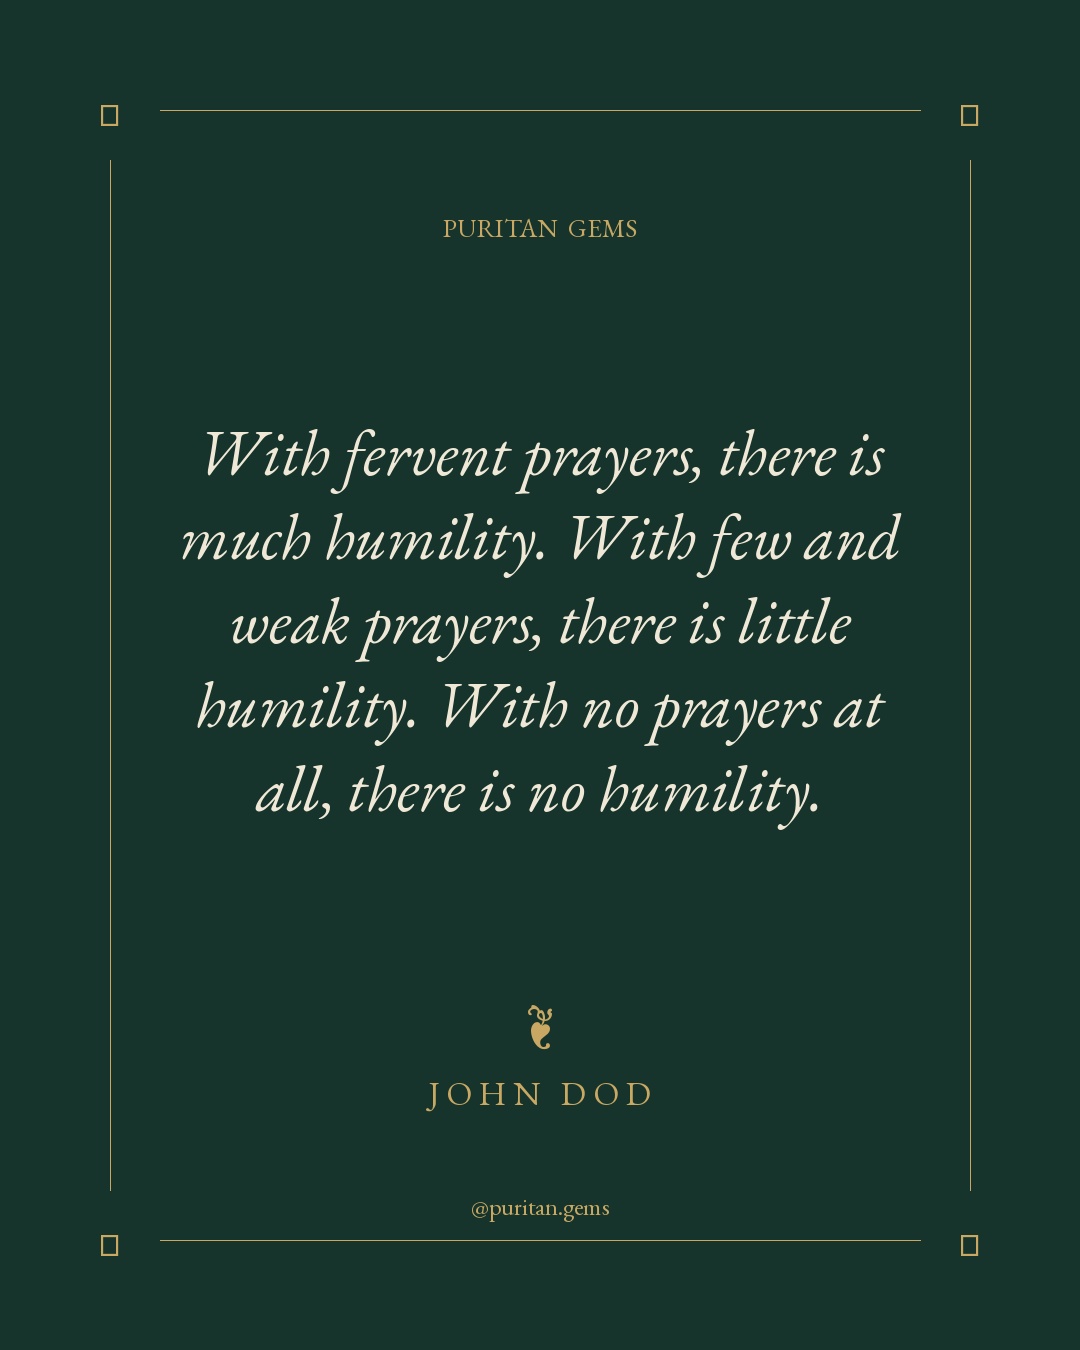 PURITAN GEMS
With fervent prayers, there is
much humility. With few and
weak prayers, there is little
humility. With no prayers at
all, there is no humility.
❦
JOHN DOD
@puritan.gems